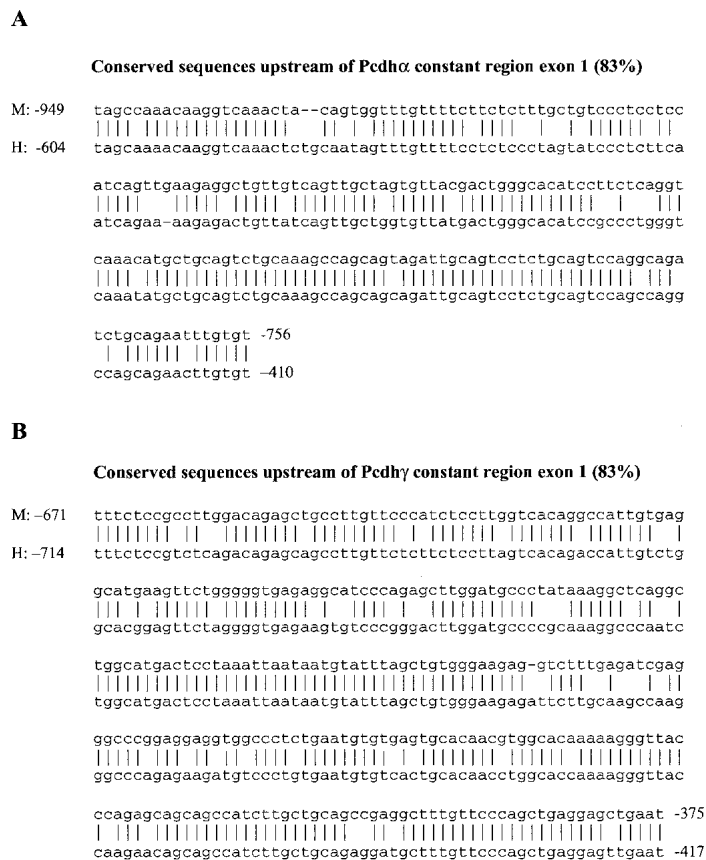 A
Conserved sequences upstream of Pcdhα constant region exon 1 (83%)
M: -949 tagccaaacaaggtcaaacta--cagtggtttgttttcttctctttgctgtccctcctcc
H: -604 tagcaaaacaaggtcaaactctgcaatagtttgttttcctctccctagtatccctcttca
atcagttgaagaggctgttgtcagttgctagtgttacgactgggcacatccttctcaggt
atcagaa-aagagactgttatcagttgctggtgttatgactgggcacatccgccctgggt
caaacatgctgcagtctgcaaagccagcagtagattgcagtcctctgcagtccaggcaga
caaatatgctgcagtctgcaaagccagcagcagattgcagtcctctgcagtccagccagg
tctgcagaatttgtgt -756
ccagcagaacttgtgt –410
B
Conserved sequences upstream of Pcdhγ constant region exon 1 (83%)
M: –671 tttctccgccttggacagagctgccttgttcccatctccttggtcacaggccattgtgag
H: –714 tttctccgtctcagacagagcagccttgttctcttctccttagtcacagaccattgtctg
gcatgaagttctgggggtgagaggcatcccagagcttggatgccctataaaggctcaggc
gcacggagttctaggggtgagaagtgtcccgggacttggatgccccgcaaaggcccaatc
tggcatgactcctaaattaataatgtatttagctgtgggaagag-gtctttgagatcgag
tggcatgactcctaaattaataatgtatttagctgtgggaagagattcttgcaagccaag
ggcccggaggaggtggccctctgaatgtgtgagtgcacaacgtggcacaaaaagggttac
ggcccagagaagatgtccctgtgaatgtgtcactgcacaacctggcaccaaaagggttac
ccagagcagcagccatcttgctgcagccgaggctttgttcccagctgaggagctgaat -375
caagaacagcagccatcttgctgcagaggatgctttgttcccagctgaggagttgaat -417